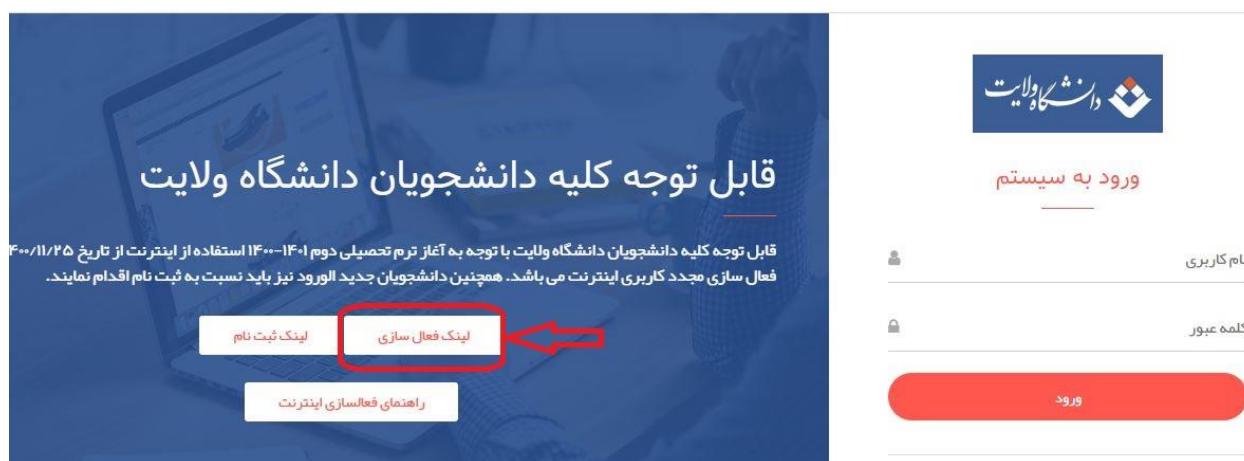 دانشگاه ولایت
ورود به سیستم
نام کاربری
کلمه عبور
ورود
قابل توجه کلیه دانشجویان دانشگاه ولایت
قابل توجه کلیه دانشجویان دانشگاه ولایت با توجه به آغاز ترم تحصیلی دوم ۱۴۰۱-۱۴۰۰ استفاده از اینترنت از تاریخ ۴۰۰/۱۱/۲۵
فعال سازی مجدد کاربری اینترنت می باشد. همچنین دانشجویان جدید الورود نیز باید نسبت به ثبت نام اقدام نمایند.
لینک فعال سازی
لینک ثبت نام
راهنمای فعالسازی اینترنت